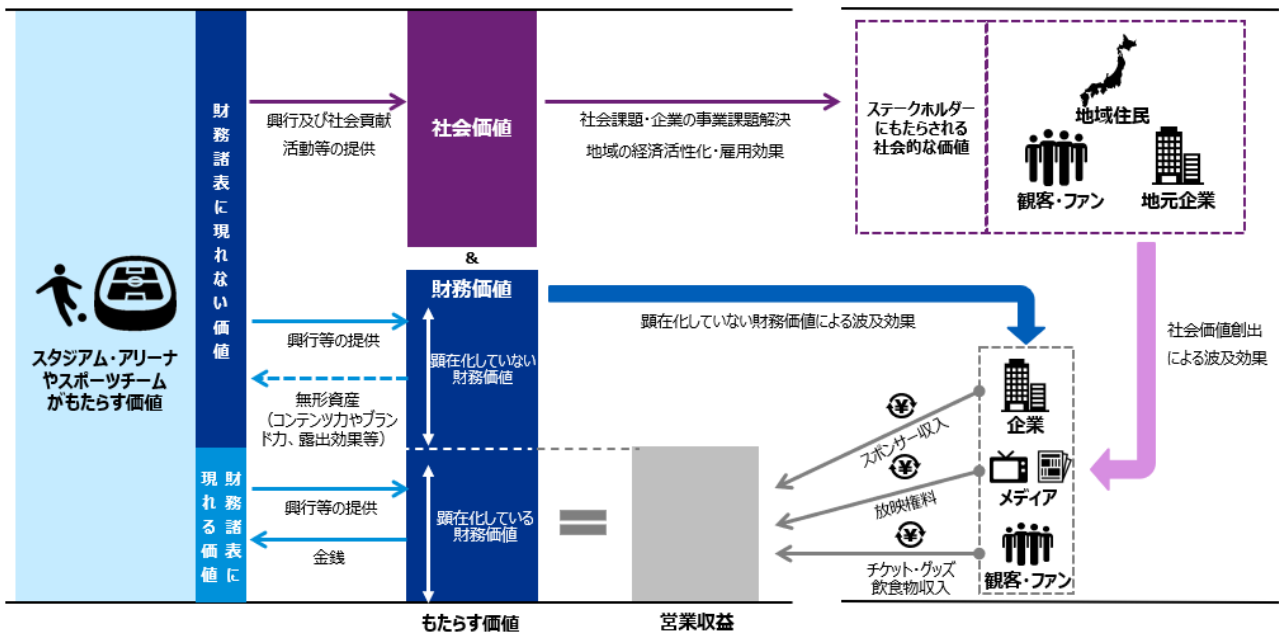 スタジアム・アリーナ
やスポーツチーム
がもたらす価値
財務諸表に現れない価値
財務諸表に
現れる価値
興行及び社会貢献
活動等の提供
興行等の提供
無形資産
（コンテンツ力やブラン
ド力、露出効果等）
興行等の提供
金銭
社会価値
&
財務価値
顕在化していない
財務価値
顕在化している
財務価値
もたらす価値
社会課題・企業の事業課題解決
地域の経済活性化・雇用効果
ステークホルダー
にもたらされる
社会的な価値
地域住民
観客・ファン
地元企業
顕在化していない財務価値による波及効果
社会価値創出
による波及効果
企業
メディア
観客・ファン
¥
スポンサー収入
¥
放映権料
¥
チケット・グッズ
飲食物収入
=
営業収益